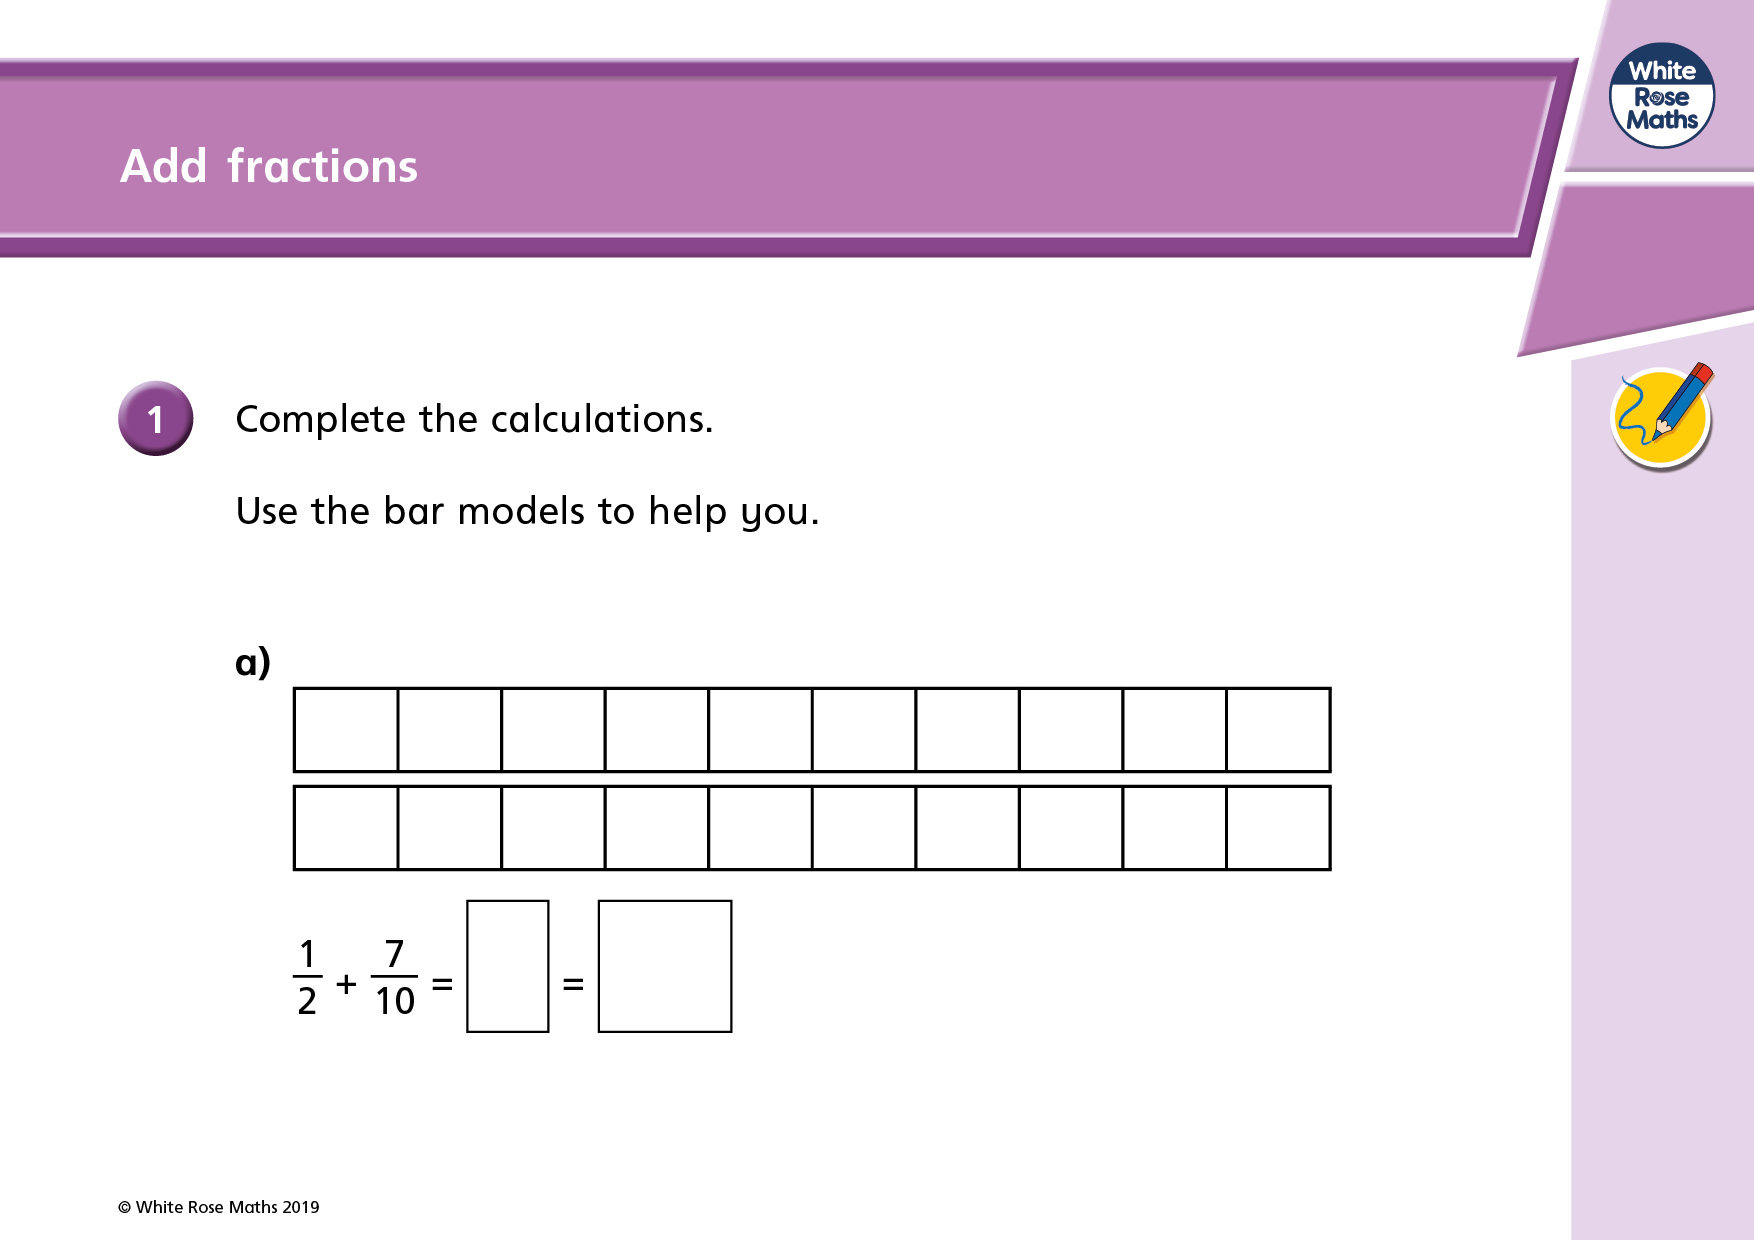 White
Rose
Maths
Add fractions
1 Complete the calculations.
Use the bar models to help you.
a)
1/2 + 7/10 = =
© White Rose Maths 2019